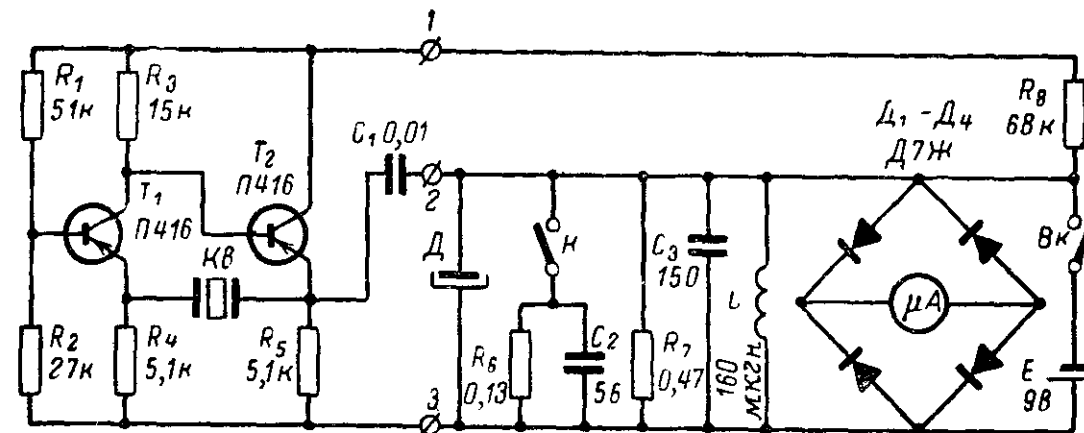 1
R₁
51к
R₃
15к
C₁ 0,01
R₈
68к
Д₁ - Д₄
Д7Ж
T₂
П416
T₁
П416
2
Д
К
C₃
150
L
160
мкгн
μА
Вк
КВ
R₂
27к
R₄
5,1к
R₅
5,1к
R₆
0,13
C₂
56
R₇
0,47
E
9В
3